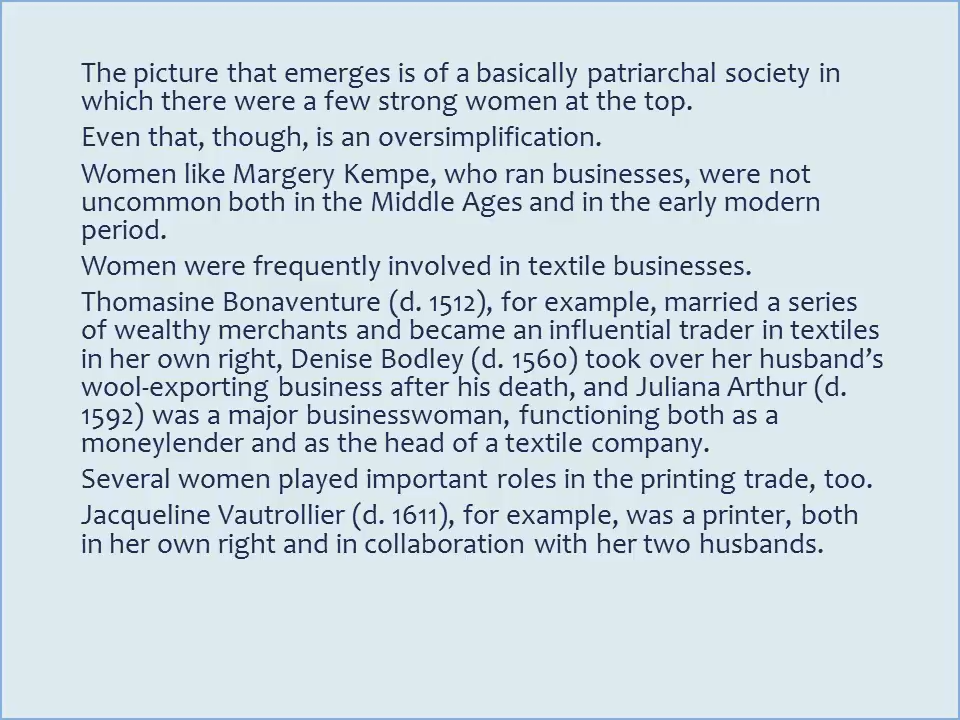 The picture that emerges is of a basically patriarchal society in
which there were a few strong women at the top.
Even that, though, is an oversimplification.
Women like Margery Kempe, who ran businesses, were not
uncommon both in the Middle Ages and in the early modern
period.
Women were frequently involved in textile businesses.
Thomasine Bonaventure (d. 1512), for example, married a series
of wealthy merchants and became an influential trader in textiles
in her own right, Denise Bodley (d. 1560) took over her husband’s
wool-exporting business after his death, and Juliana Arthur (d.
1592) was a major businesswoman, functioning both as a
moneylender and as the head of a textile company.
Several women played important roles in the printing trade, too.
Jacqueline Vautrollier (d. 1611), for example, was a printer, both
in her own right and in collaboration with her two husbands.